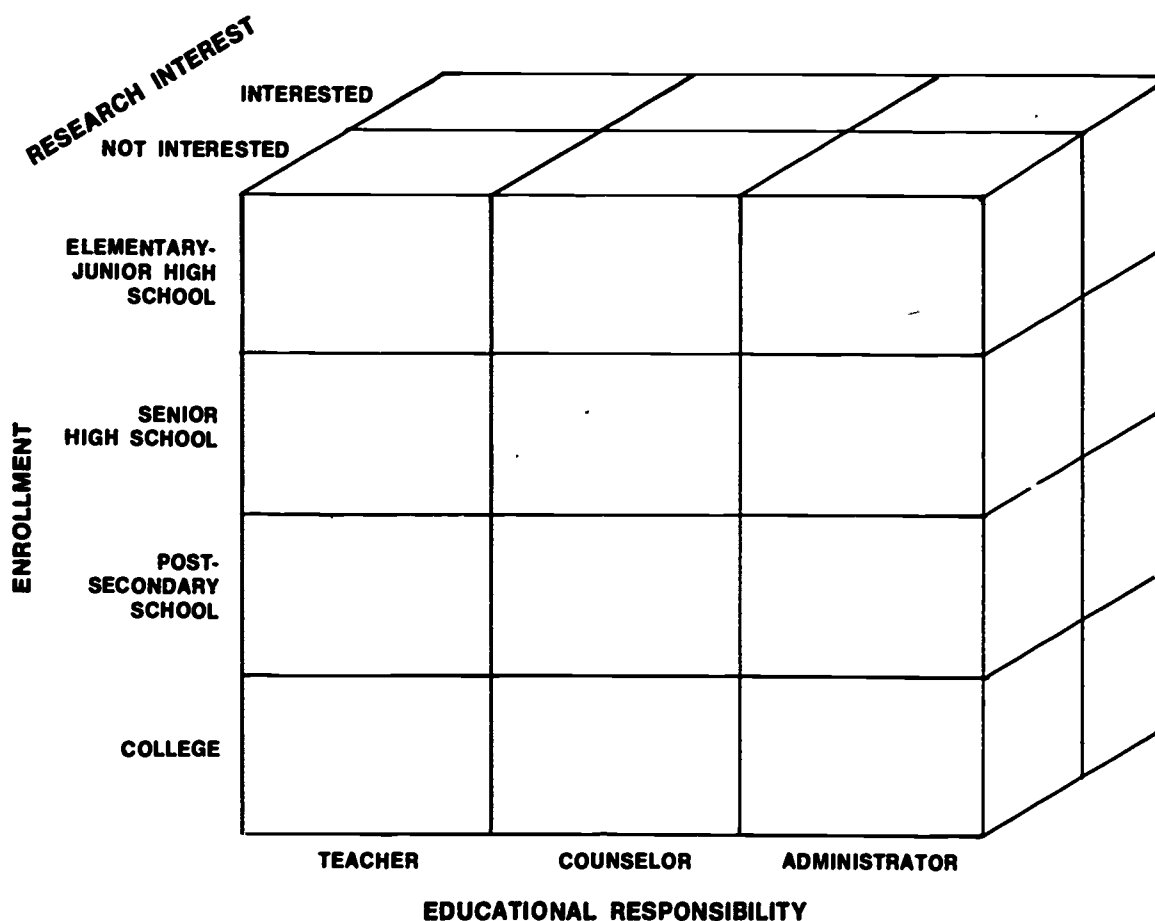 RESEARCH INTEREST
INTERESTED
NOT INTERESTED
ENROLLMENT
ELEMENTARY-
JUNIOR HIGH
SCHOOL
SENIOR
HIGH SCHOOL
POST-
SECONDARY
SCHOOL
COLLEGE
TEACHER COUNSELOR ADMINISTRATOR
EDUCATIONAL RESPONSIBILITY